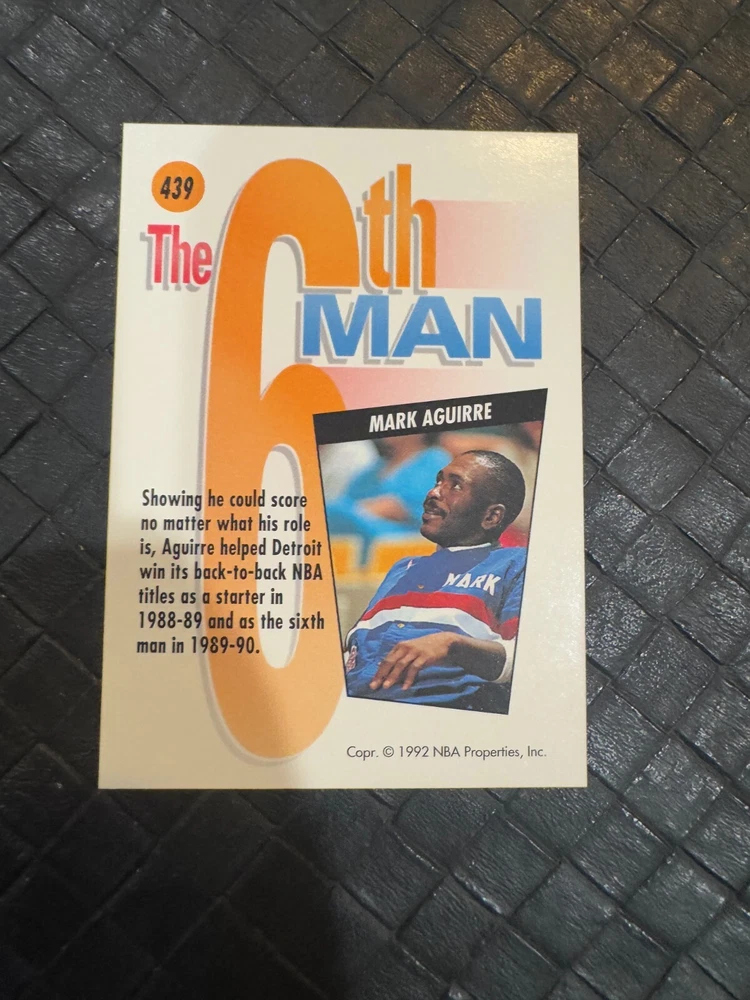 439
The 6th
MAN
MARK AGUIRRE
MARK
Showing he could score
no matter what his role
is, Aguirre helped Detroit
win its back-to-back NBA
titles as a starter in
1988-89 and as the sixth
man in 1989-90.
Copr. © 1992 NBA Properties, Inc.